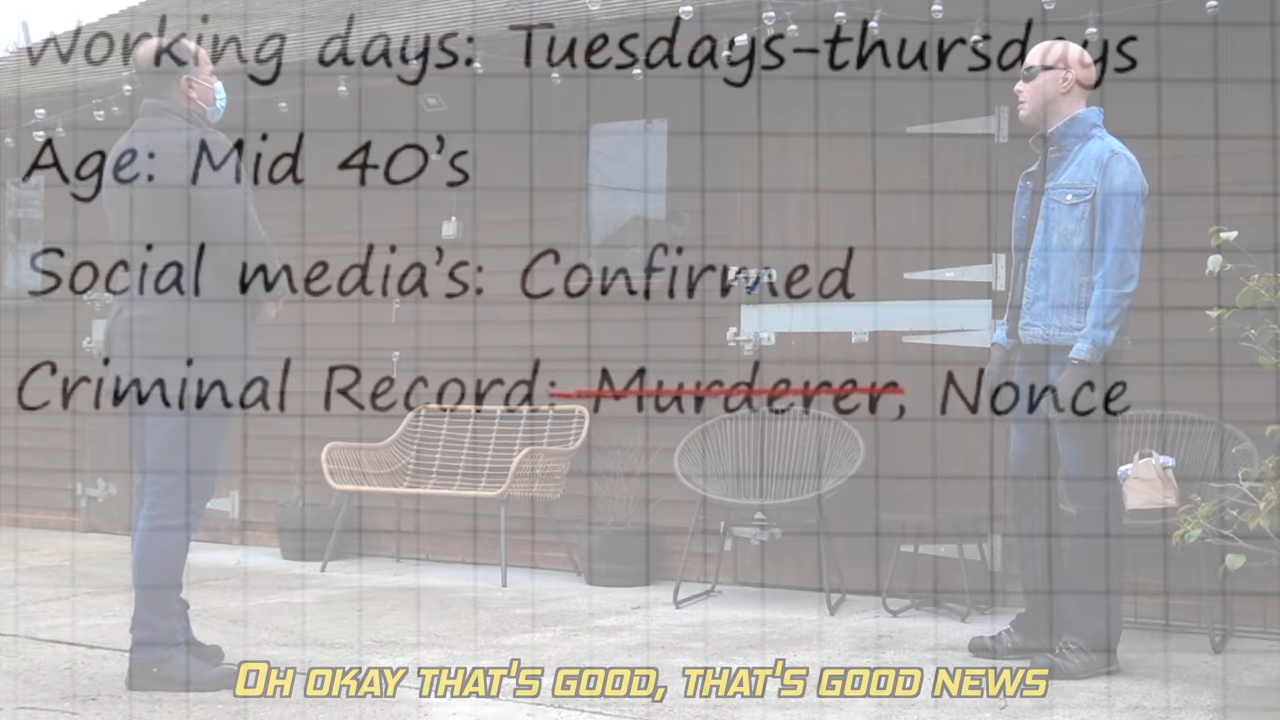 Working days: Tuesdays-thursdays
Age: Mid 40's
Social media's: Confirmed
Criminal Record: Murderer, Nonce
OH OKAY THAT'S GOOD, THAT'S GOOD NEWS